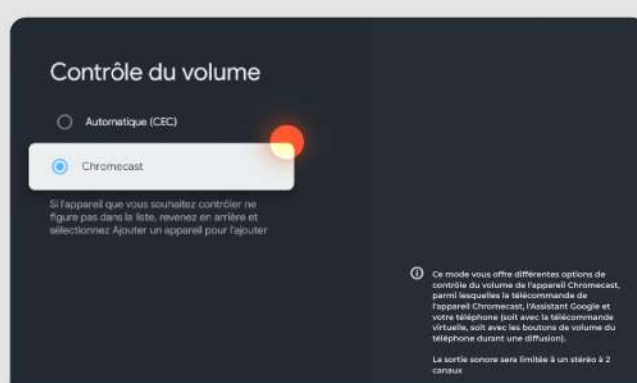 Contrôle du volume
Automatique (CEC)
Chromecast
Si l'appareil que vous souhaitez contrôler ne
figure pas dans la liste, revenez en arrière et
sélectionnez Ajouter un appareil pour l'ajouter
Ce mode vous offre différentes options de
contrôle du volume de l'appareil Chromecast,
parmi lesquelles la télécommande de
l'appareil Chromecast, l'Assistant Google et
votre téléphone (soit avec la télécommande
virtuelle, soit avec les boutons de volume du
téléphone durant une diffusion).
La sortie sonore sera limitée à un stéréo à 2
canaux